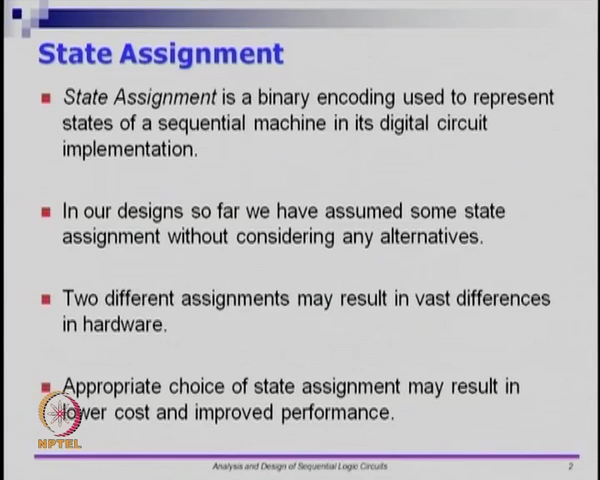 State Assignment
State Assignment is a binary encoding used to represent
states of a sequential machine in its digital circuit
implementation.
In our designs so far we have assumed some state
assignment without considering any alternatives.
Two different assignments may result in vast differences
in hardware.
Appropriate choice of state assignment may result in
lower cost and improved performance.
NPTEL
Analysis and Design of Sequential Logic Circuits
2